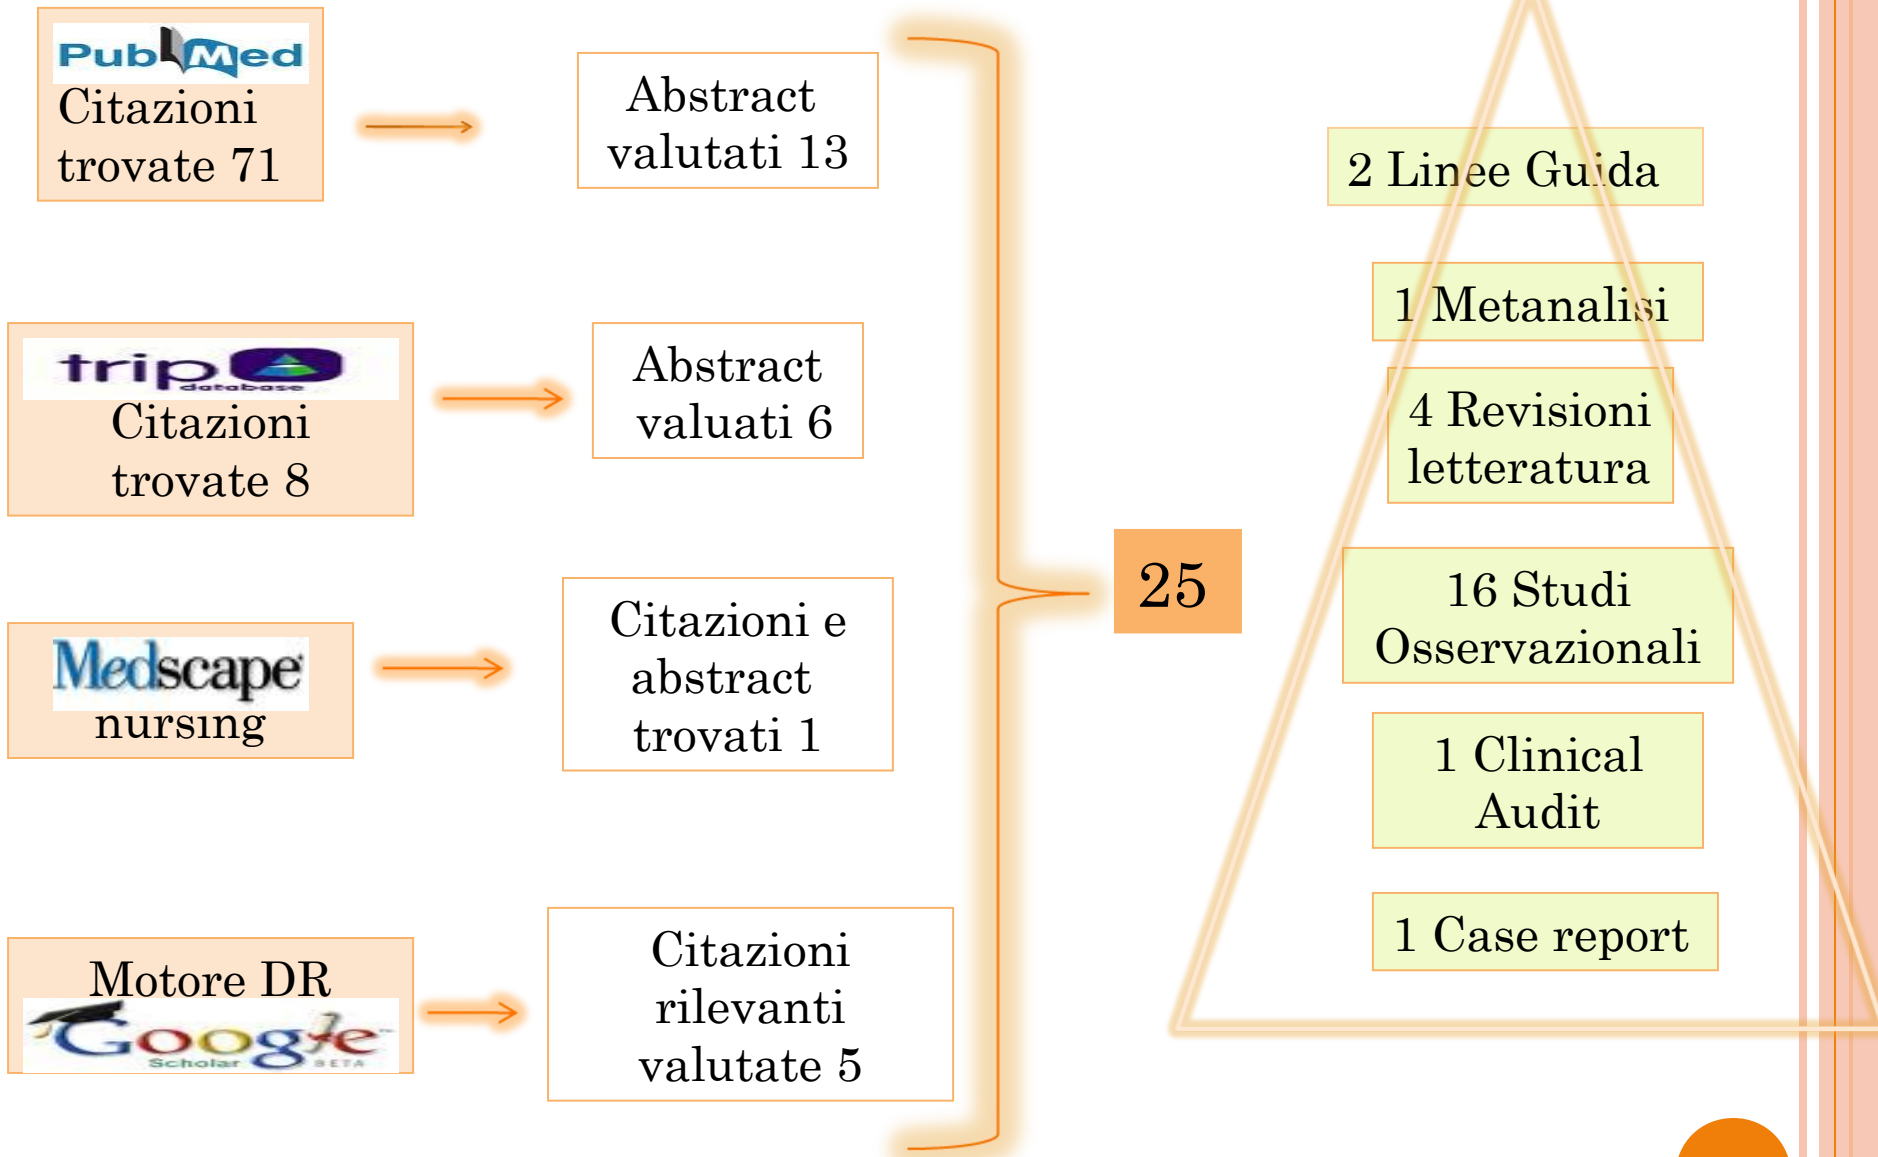 PubMed
Citazioni
trovate 71
Abstract
valutati 13
trip
database
Citazioni
trovate 8
Abstract
valuati 6
Medscape
nursing
Citazioni e
abstract
trovati 1
Motore DR
Google
Scholar BETA
Citazioni
rilevanti
valutate 5
25
2 Linee Guida
1 Metanalisi
4 Revisioni
letteratura
16 Studi
Osservazionali
1 Clinical
Audit
1 Case report